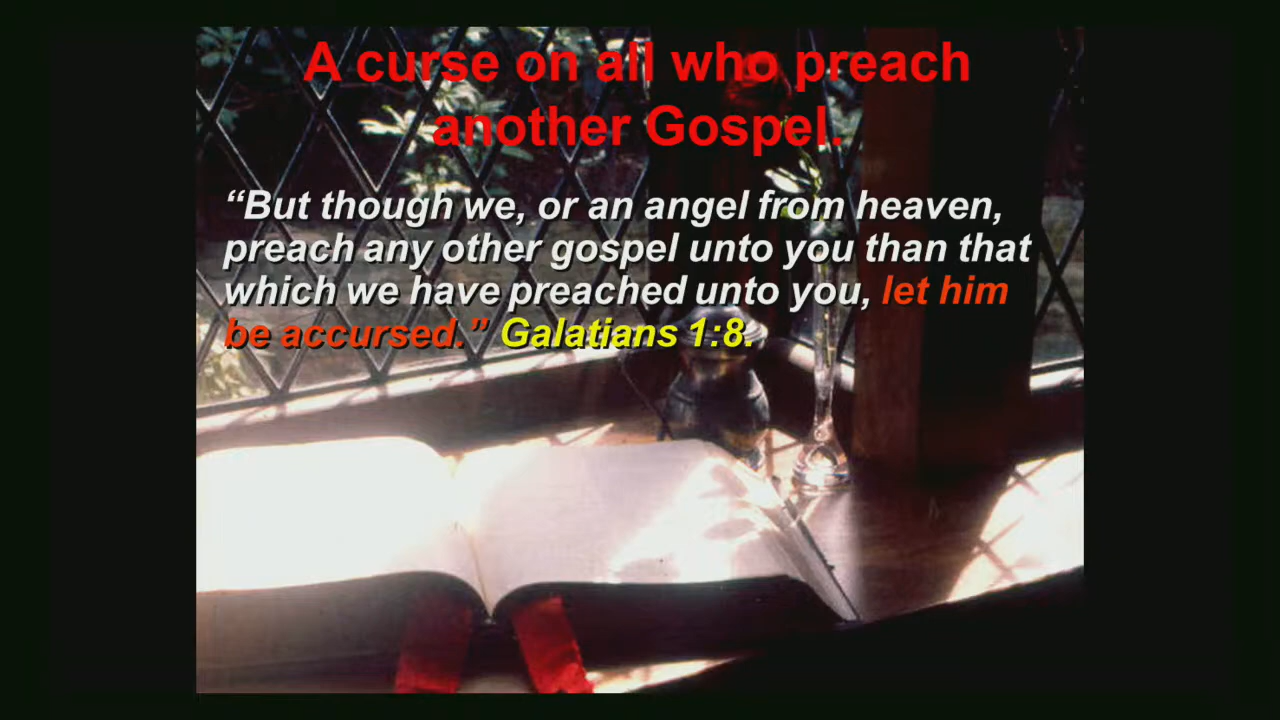 A curse on all who preach
another Gospel.
“But though we, or an angel from heaven,
preach any other gospel unto you than that
which we have preached unto you, let him
be accursed.” Galatians 1:8.